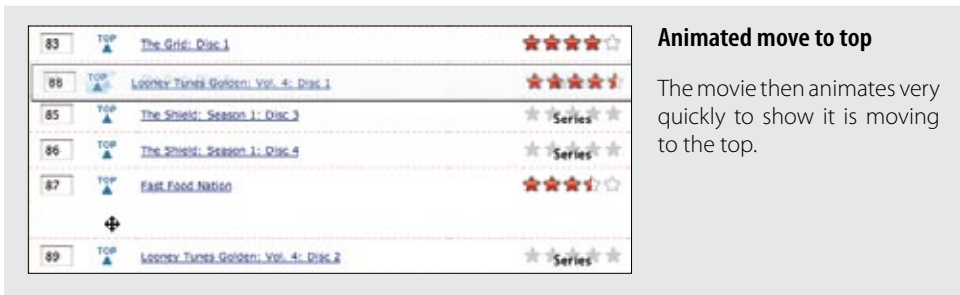 83 TOP The Grid: Disc 1
88 TOP Looney Tunes Golden: Vol. 4: Disc 1
85 TOP The Shield: Season 1: Disc 3 Series
86 TOP The Shield: Season 1: Disc 4 Series
87 TOP Fast Food Nation
89 TOP Looney Tunes Golden: Vol. 4: Disc 2 Series
Animated move to top
The movie then animates very
quickly to show it is moving
to the top.